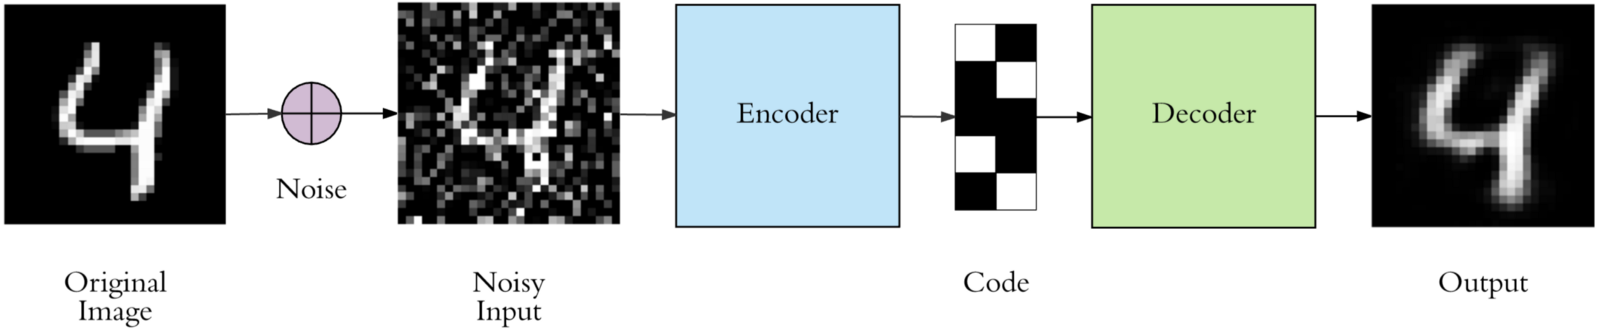 Encoder
Decoder
Noise
Original
Image
Noisy
Input
Code
Output